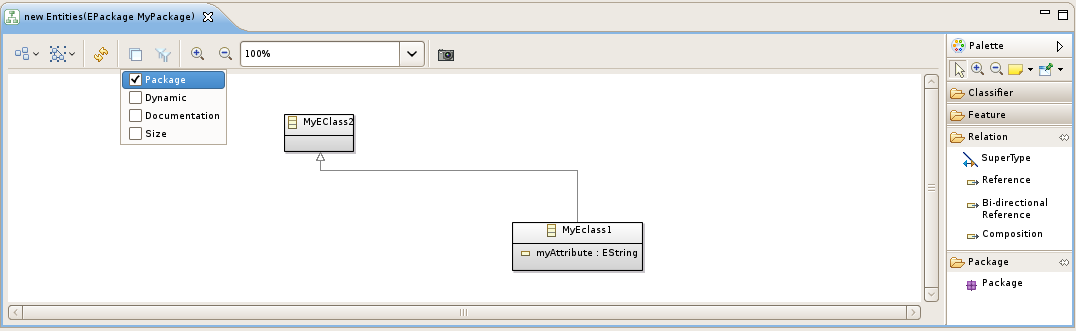 new Entities(EPackage MyPackage)
100%
Package
Dynamic
Documentation
Size
MyEClass2
MyEclass1
myAttribute : EString
Palette
Classifier
Feature
Relation
SuperType
Reference
Bi-directional
Reference
Composition
Package
Package